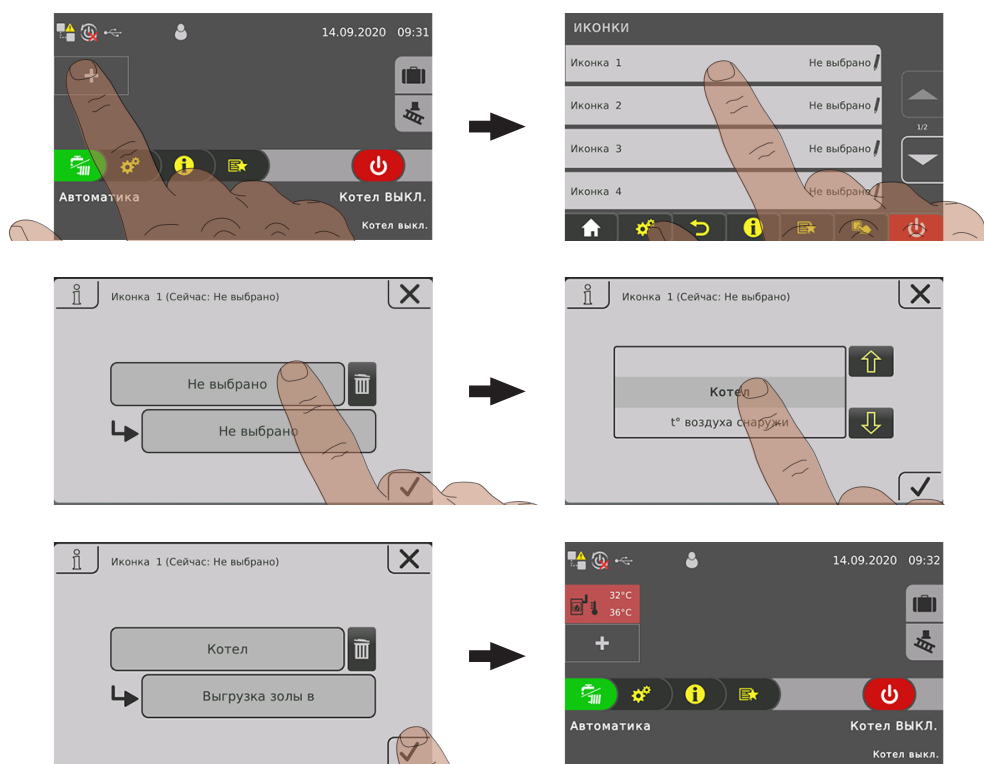 14.09.2020 09:31
Автоматика
Котел ВЫКЛ.
Котел выкл.
ИКОНКИ
Иконка 1 Не выбрано
Иконка 2 Не выбрано
Иконка 3 Не выбрано
Иконка 4 Не выбрано
1/2
Иконка 1 (Сейчас: Не выбрано)
Не выбрано
Не выбрано
Иконка 1 (Сейчас: Не выбрано)
Котел
t° воздуха снаружи
Иконка 1 (Сейчас: Не выбрано)
Котел
Выгрузка золы в
14.09.2020 09:32
32°C
36°C
Автоматика
Котел ВЫКЛ.
Котел выкл.